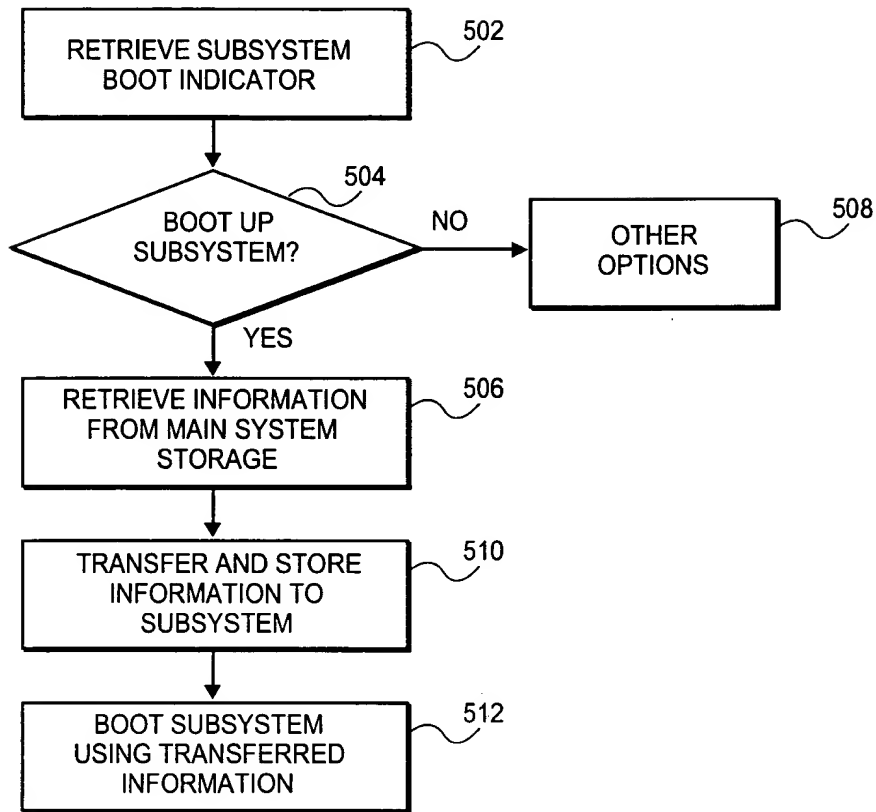 RETRIEVE SUBSYSTEM
BOOT INDICATOR
502
504
BOOT UP
SUBSYSTEM?
NO
OTHER
OPTIONS
508
YES
RETRIEVE INFORMATION
FROM MAIN SYSTEM
STORAGE
506
TRANSFER AND STORE
INFORMATION TO
SUBSYSTEM
510
BOOT SUBSYSTEM
USING TRANSFERRED
INFORMATION
512